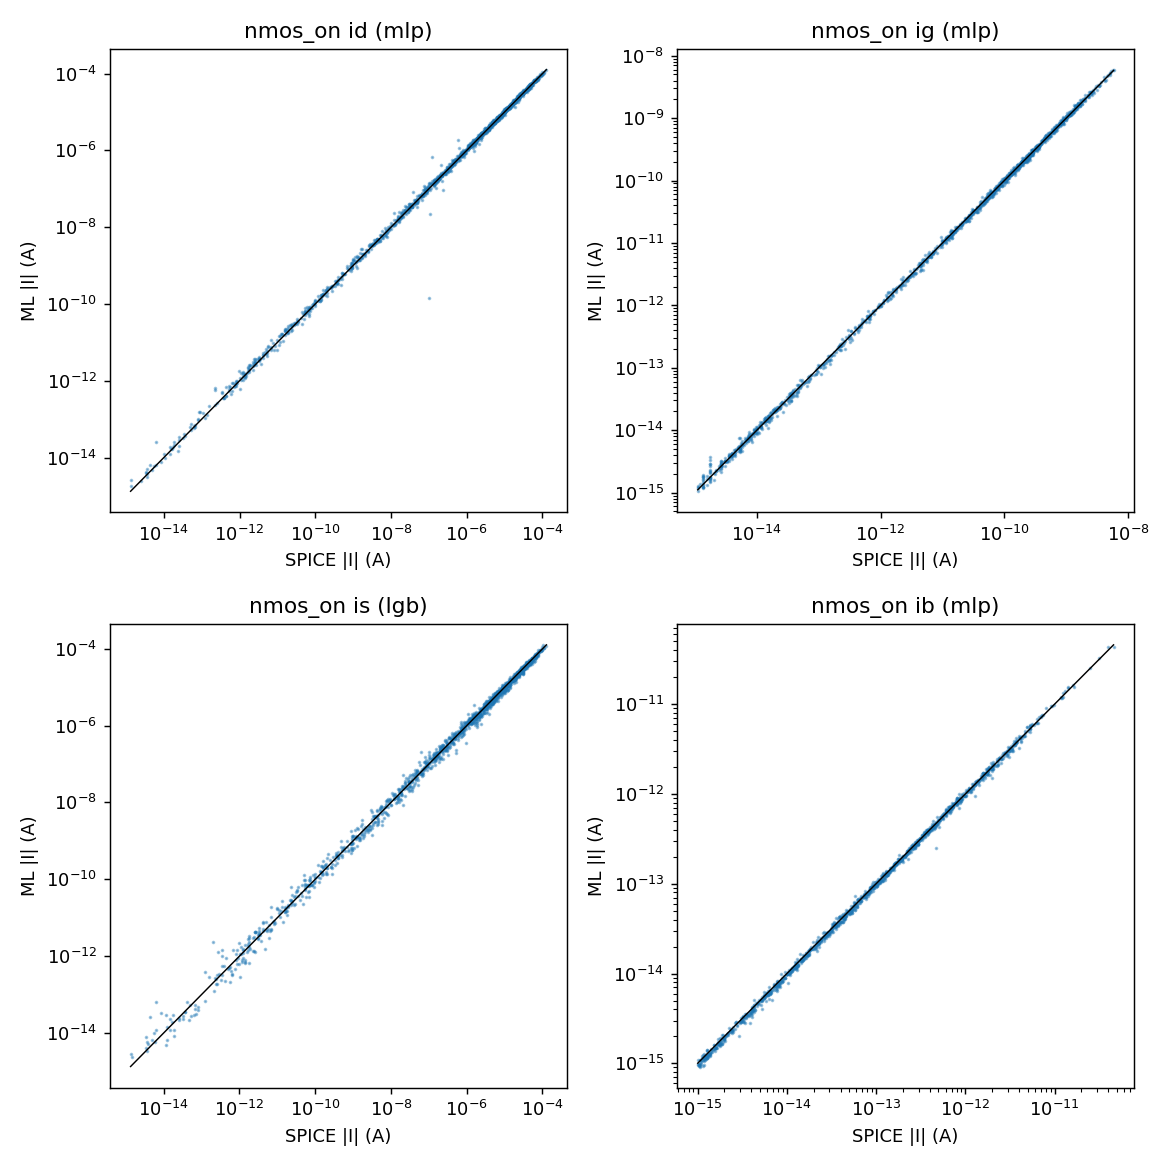 nmos_on id (mlp)
10⁻⁴
10⁻⁶
10⁻⁸
10⁻¹⁰
10⁻¹²
10⁻¹⁴
ML |I| (A)
10⁻¹⁴ 10⁻¹² 10⁻¹⁰ 10⁻⁸ 10⁻⁶ 10⁻⁴
SPICE |I| (A)
nmos_on ig (mlp)
10⁻⁸
10⁻⁹
10⁻¹⁰
10⁻¹¹
10⁻¹²
10⁻¹³
10⁻¹⁴
10⁻¹⁵
ML |I| (A)
10⁻¹⁴ 10⁻¹² 10⁻¹⁰ 10⁻⁸
SPICE |I| (A)
nmos_on is (lgb)
10⁻⁴
10⁻⁶
10⁻⁸
10⁻¹⁰
10⁻¹²
10⁻¹⁴
ML |I| (A)
10⁻¹⁴ 10⁻¹² 10⁻¹⁰ 10⁻⁸ 10⁻⁶ 10⁻⁴
SPICE |I| (A)
nmos_on ib (mlp)
10⁻¹¹
10⁻¹²
10⁻¹³
10⁻¹⁴
10⁻¹⁵
ML |I| (A)
10⁻¹⁵ 10⁻¹⁴ 10⁻¹³ 10⁻¹² 10⁻¹¹
SPICE |I| (A)